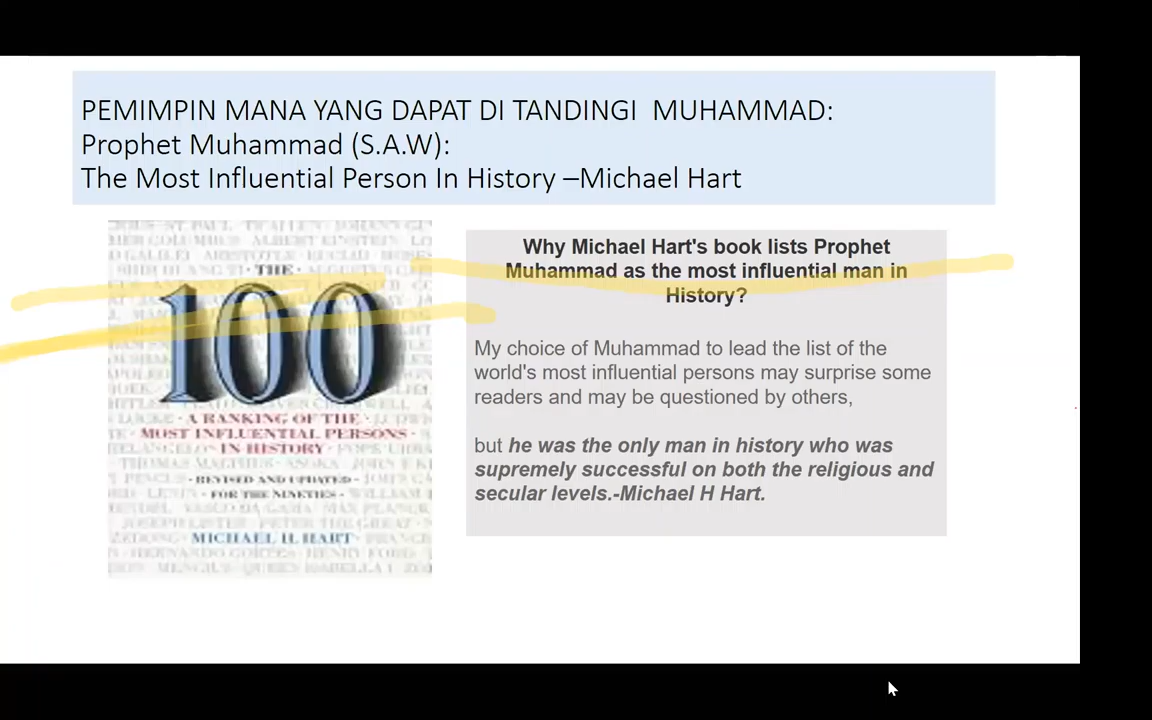 PEMIMPIN MANA YANG DAPAT DI TANDINGI MUHAMMAD:
Prophet Muhammad (S.A.W):
The Most Influential Person In History –Michael Hart
THE
100
A RANKING OF THE
MOST INFLUENTIAL PERSONS
IN HISTORY
REVISED AND UPDATED
FOR THE NINETIES
MICHAEL H. HART
Why Michael Hart's book lists Prophet
Muhammad as the most influential man in
History?
My choice of Muhammad to lead the list of the
world's most influential persons may surprise some
readers and may be questioned by others,
but he was the only man in history who was
supremely successful on both the religious and
secular levels.-Michael H Hart.